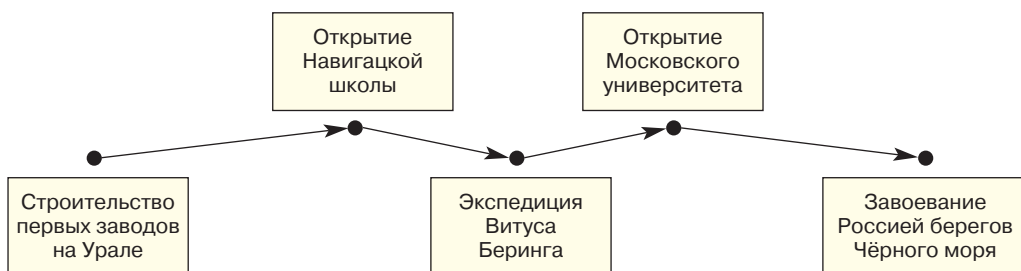 Открытие
Навигацкой
школы
Открытие
Московского
университета
Строительство
первых заводов
на Урале
Экспедиция
Витуса
Беринга
Завоевание
Россией берегов
Чёрного моря